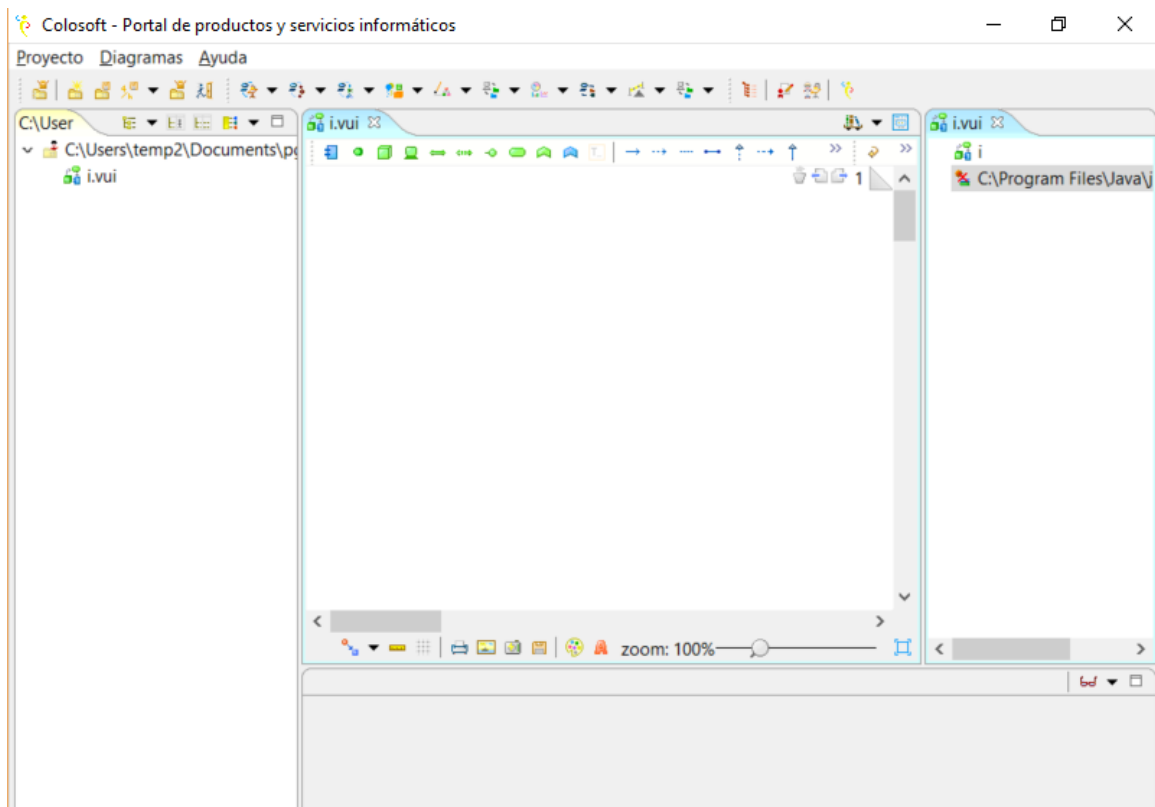 Colosoft - Portal de productos y servicios informáticos
Proyecto Diagramas Ayuda
C:\User
i.vui
i.vui
C:\Users\temp2\Documents\p
i.vui
1
i
C:\Program Files\Java\j
zoom: 100%